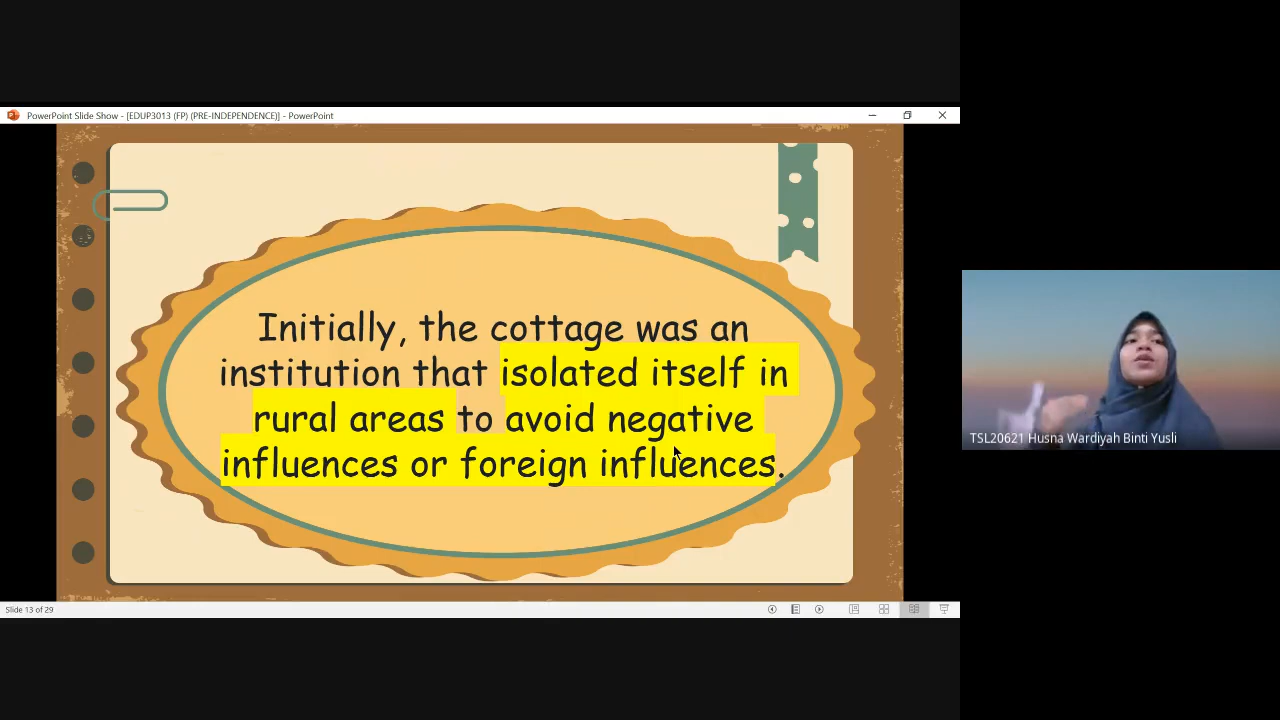 PowerPoint Slide Show - [EDUP3013 (FP) (PRE-INDEPENDENCE)] - PowerPoint
Initially, the cottage was an
institution that isolated itself in
rural areas to avoid negative
influences or foreign influences.
TSL20621 Husna Wardiyah Binti Yusli
Slide 13 of 29